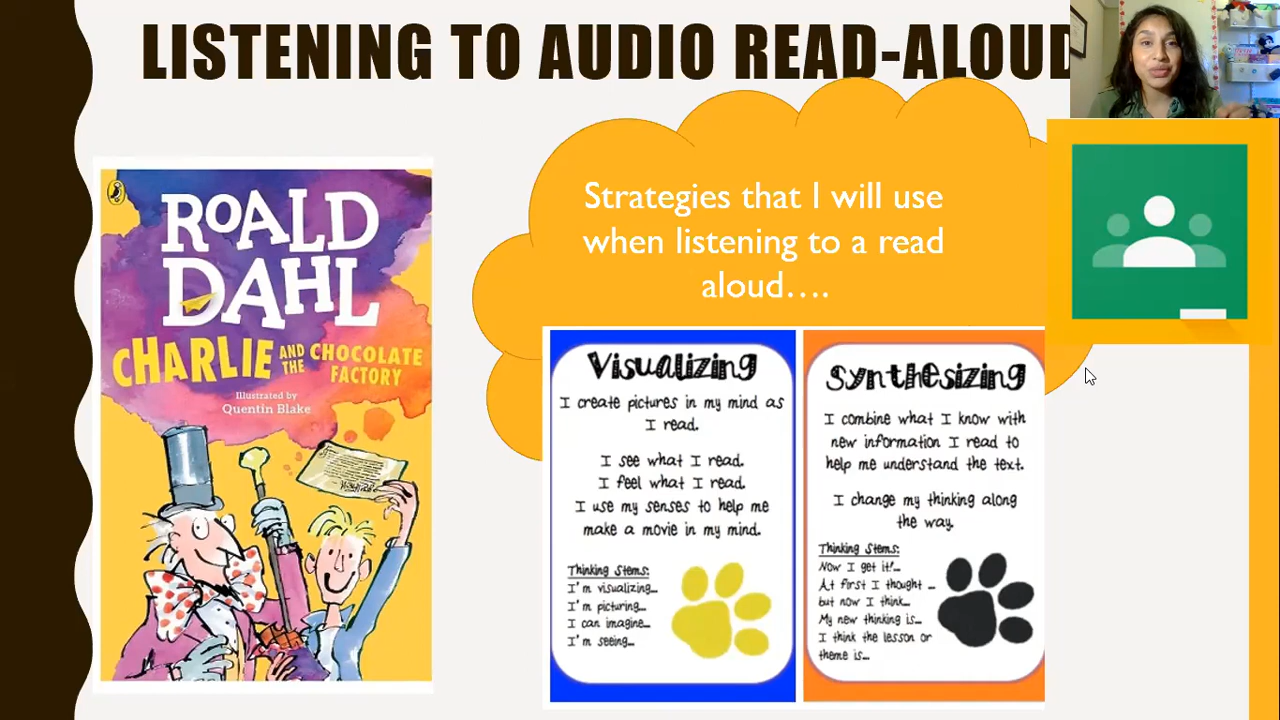 LISTENING TO AUDIO READ-ALOUD
ROALD
DAHL
CHARLIE AND THE CHOCOLATE FACTORY
Illustrated by
Quentin Blake
Strategies that I will use
when listening to a read
aloud….
Visualizing
I create pictures in my mind as
I read.
I see what I read.
I feel what I read.
I use my senses to help me
make a movie in my mind.
Thinking Stems:
I'm visualizing...
I'm picturing...
I can imagine...
I'm seeing...
Synthesizing
I combine what I know with
new information I read to
help me understand the text.
I change my thinking along
the way.
Thinking Stems:
Now I get it!...
At first I thought ...
but now I think...
My new thinking is...
I think the lesson or
theme is...